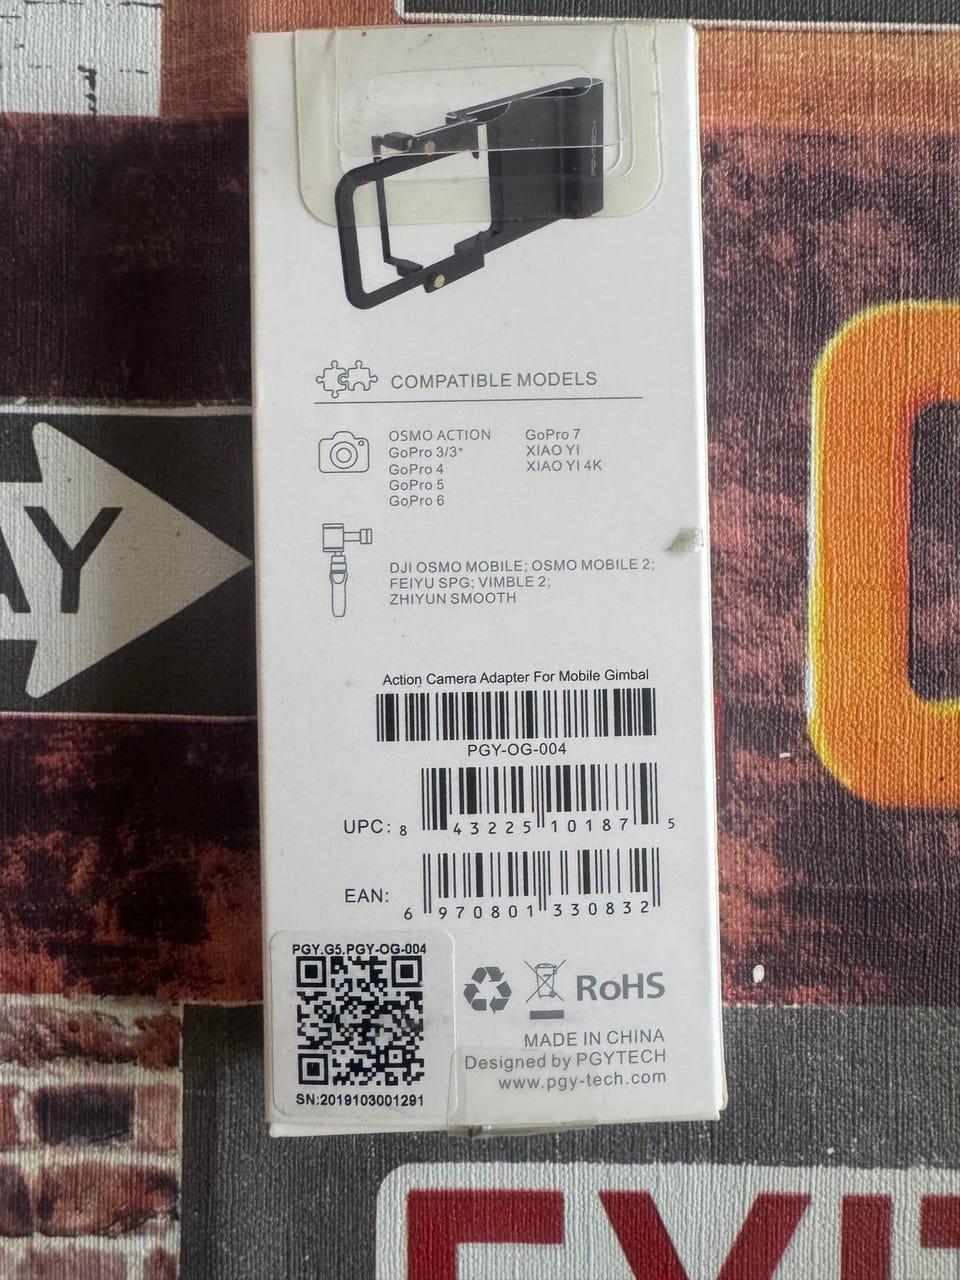 PGYTECH
COMPATIBLE MODELS
OSMO ACTION
GoPro 3/3+
GoPro 4
GoPro 5
GoPro 6
GoPro 7
XIAO YI
XIAO YI 4K
DJI OSMO MOBILE; OSMO MOBILE 2;
FEIYU SPG; VIMBLE 2;
ZHIYUN SMOOTH
AY
Action Camera Adapter For Mobile Gimbal
PGY-OG-004
UPC: 8 43225 10187 5
EAN: 6 970801 330832
PGY.G5.PGY-OG-004
SN:2019103001291
RoHS
MADE IN CHINA
Designed by PGYTECH
www.pgy-tech.com
EXIT